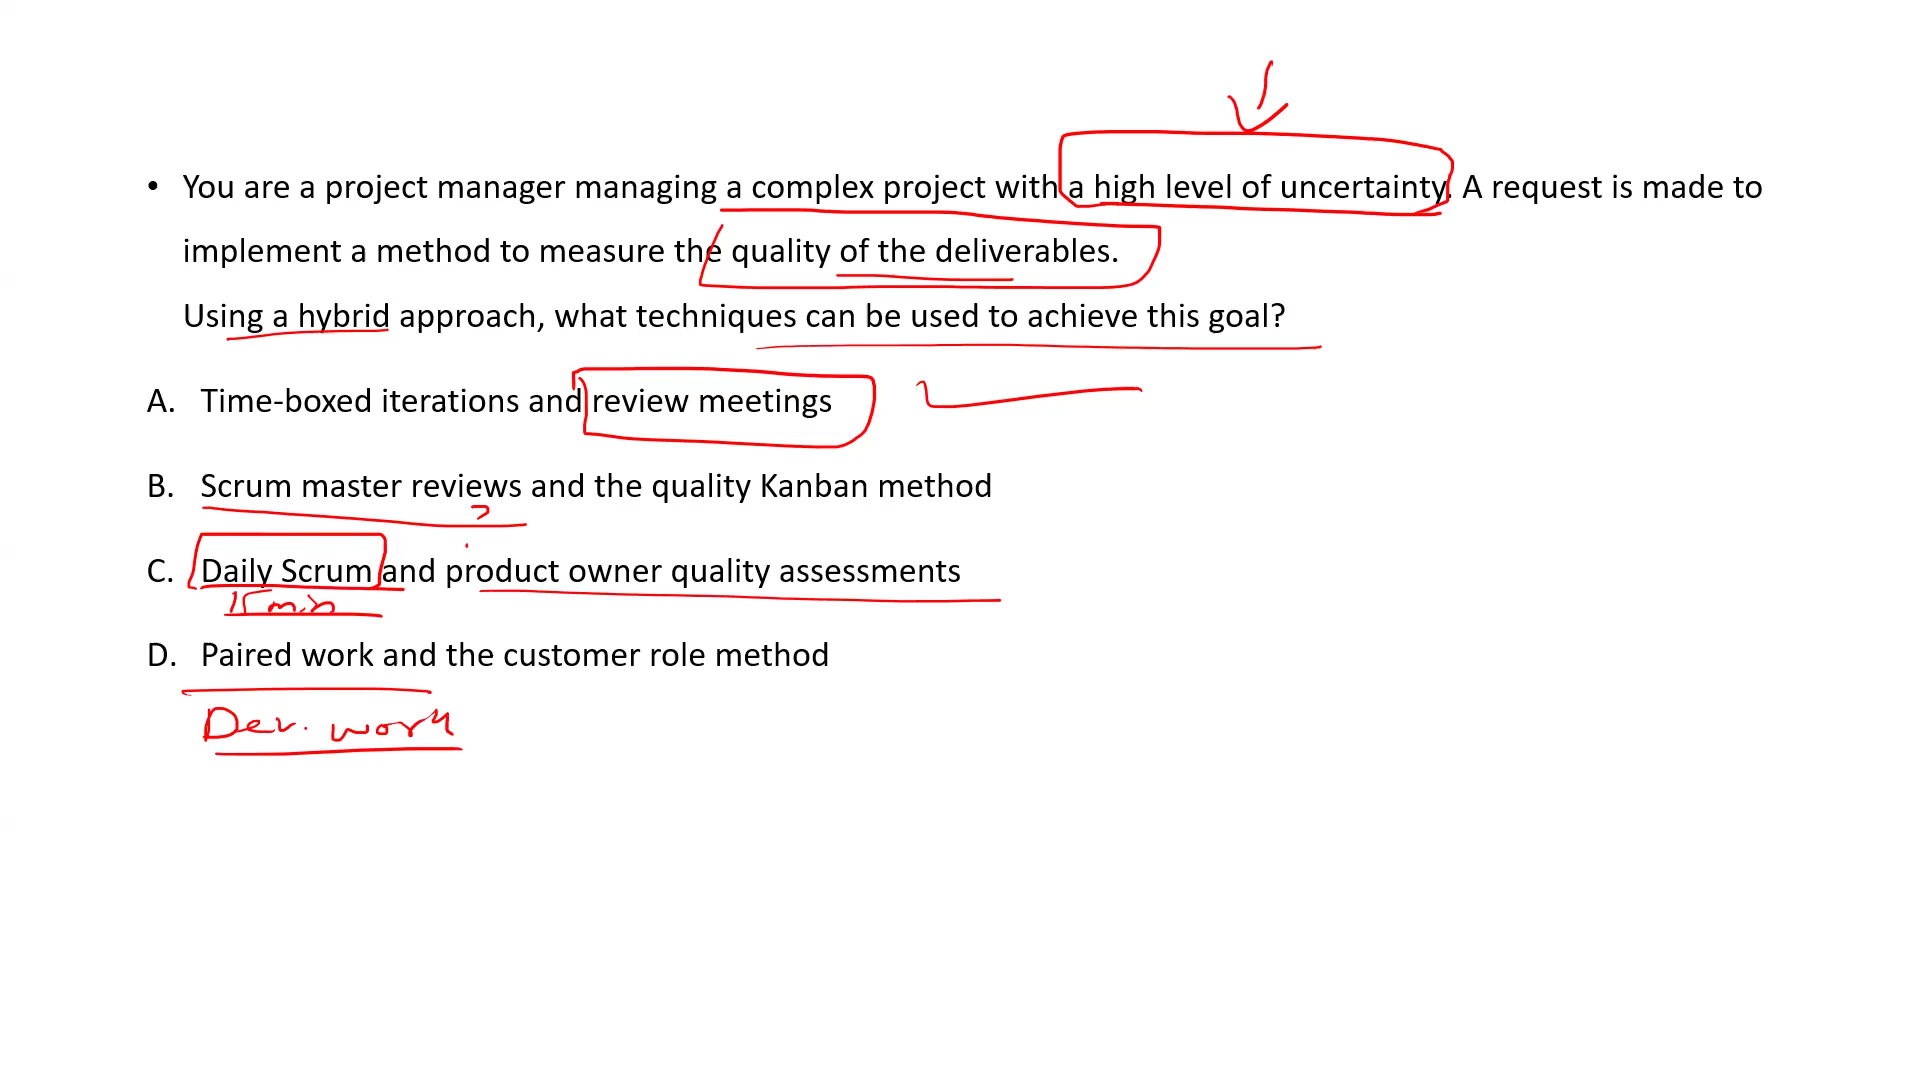 • You are a project manager managing a complex project with a high level of uncertainty. A request is made to
implement a method to measure the quality of the deliverables.
Using a hybrid approach, what techniques can be used to achieve this goal?
A. Time-boxed iterations and review meetings
B. Scrum master reviews and the quality Kanban method
?
C. Daily Scrum and product owner quality assessments
15 min
D. Paired work and the customer role method
Dev. work